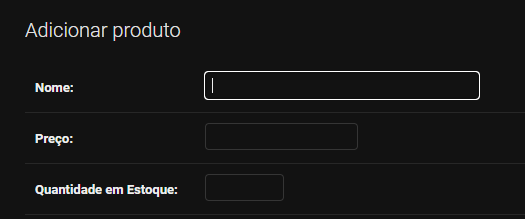 Adicionar produto
Nome:
Preço:
Quantidade em Estoque: